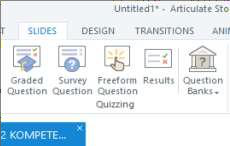 Untitled1* - Articulate Sto
SLIDES DESIGN TRANSITIONS ANI
Graded Question Survey Question Freeform Question Results Question Banks
Quizzing
2 KOMPETE...